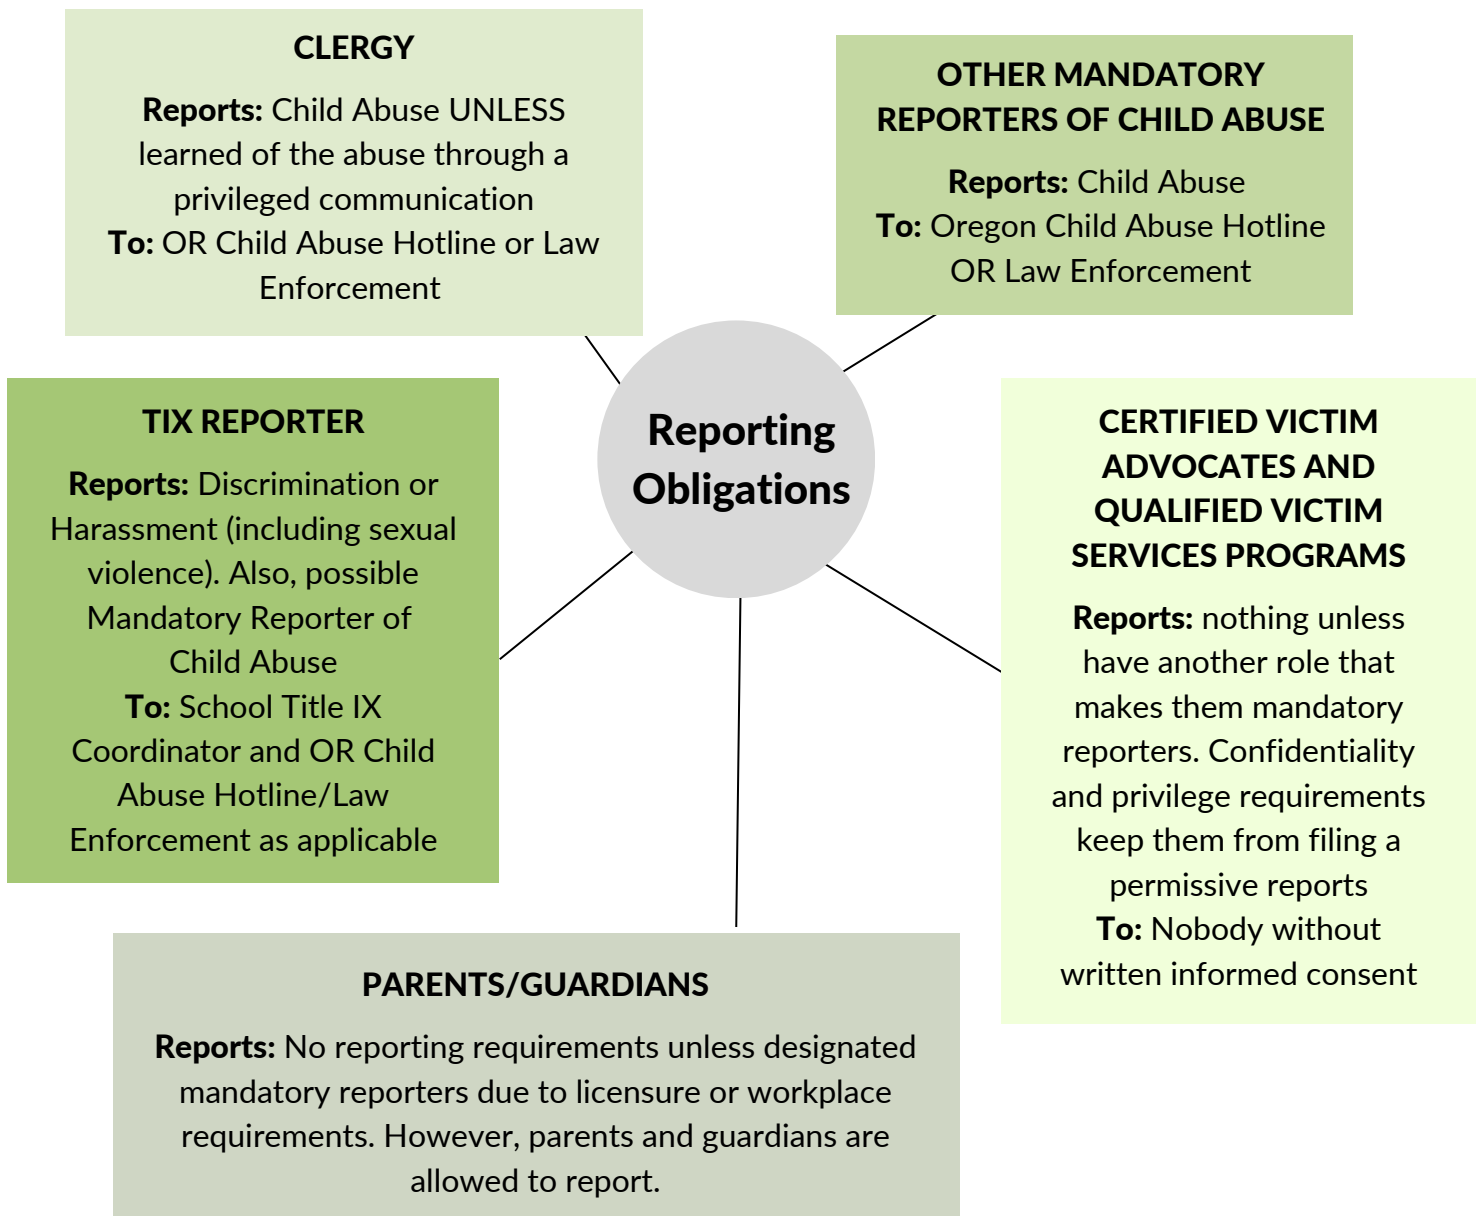 CLERGY
Reports: Child Abuse UNLESS
learned of the abuse through a
privileged communication
To: OR Child Abuse Hotline or Law
Enforcement
OTHER MANDATORY
REPORTERS OF CHILD ABUSE
Reports: Child Abuse
To: Oregon Child Abuse Hotline
OR Law Enforcement
Reporting
Obligations
TIX REPORTER
Reports: Discrimination or
Harassment (including sexual
violence). Also, possible
Mandatory Reporter of
Child Abuse
To: School Title IX
Coordinator and OR Child
Abuse Hotline/Law
Enforcement as applicable
CERTIFIED VICTIM
ADVOCATES AND
QUALIFIED VICTIM
SERVICES PROGRAMS
Reports: nothing unless
have another role that
makes them mandatory
reporters. Confidentiality
and privilege requirements
keep them from filing a
permissive reports
To: Nobody without
written informed consent
PARENTS/GUARDIANS
Reports: No reporting requirements unless designated
mandatory reporters due to licensure or workplace
requirements. However, parents and guardians are
allowed to report.